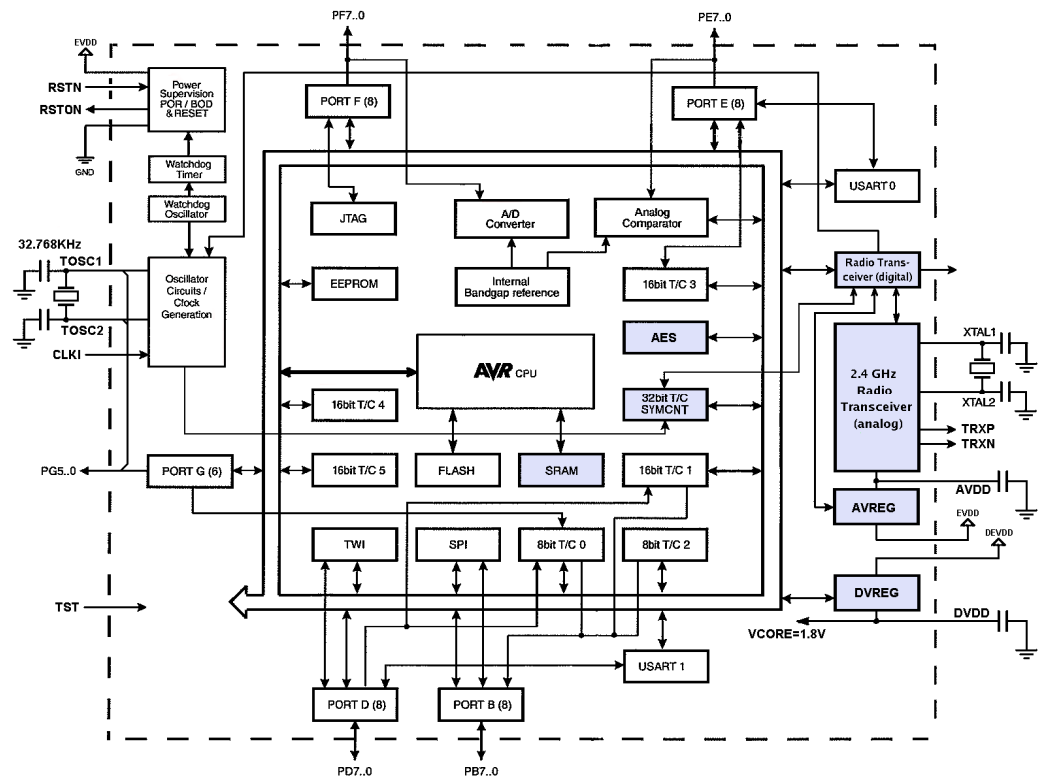 PF7..0
PE7..0
EVDD
RSTN
RSTON
GND
Power
Supervision
POR / BOD
& RESET
PORT F (8)
PORT E (8)
Watchdog
Timer
Watchdog
Oscillator
USART 0
JTAG
A/D
Converter
Analog
Comparator
32.768KHz
TOSC1
TOSC2
CLKI
Oscillator
Circuits /
Clock
Generation
EEPROM
Internal
Bandgap reference
16bit T/C 3
Radio Trans-
ceiver (digital)
AES
AVR CPU
2.4 GHz
Radio
Transceiver
(analog)
XTAL1
XTAL2
TRXP
TRXN
16bit T/C 4
32bit T/C
SYMCNT
PG5..0
PORT G (6)
16bit T/C 5
FLASH
SRAM
16bit T/C 1
AVDD
AVREG
EVDD
TWI
SPI
8bit T/C 0
8bit T/C 2
DEVDD
DVREG
TST
DVDD
VCORE=1.8V
USART 1
PORT D (8)
PORT B (8)
PD7..0
PB7..0